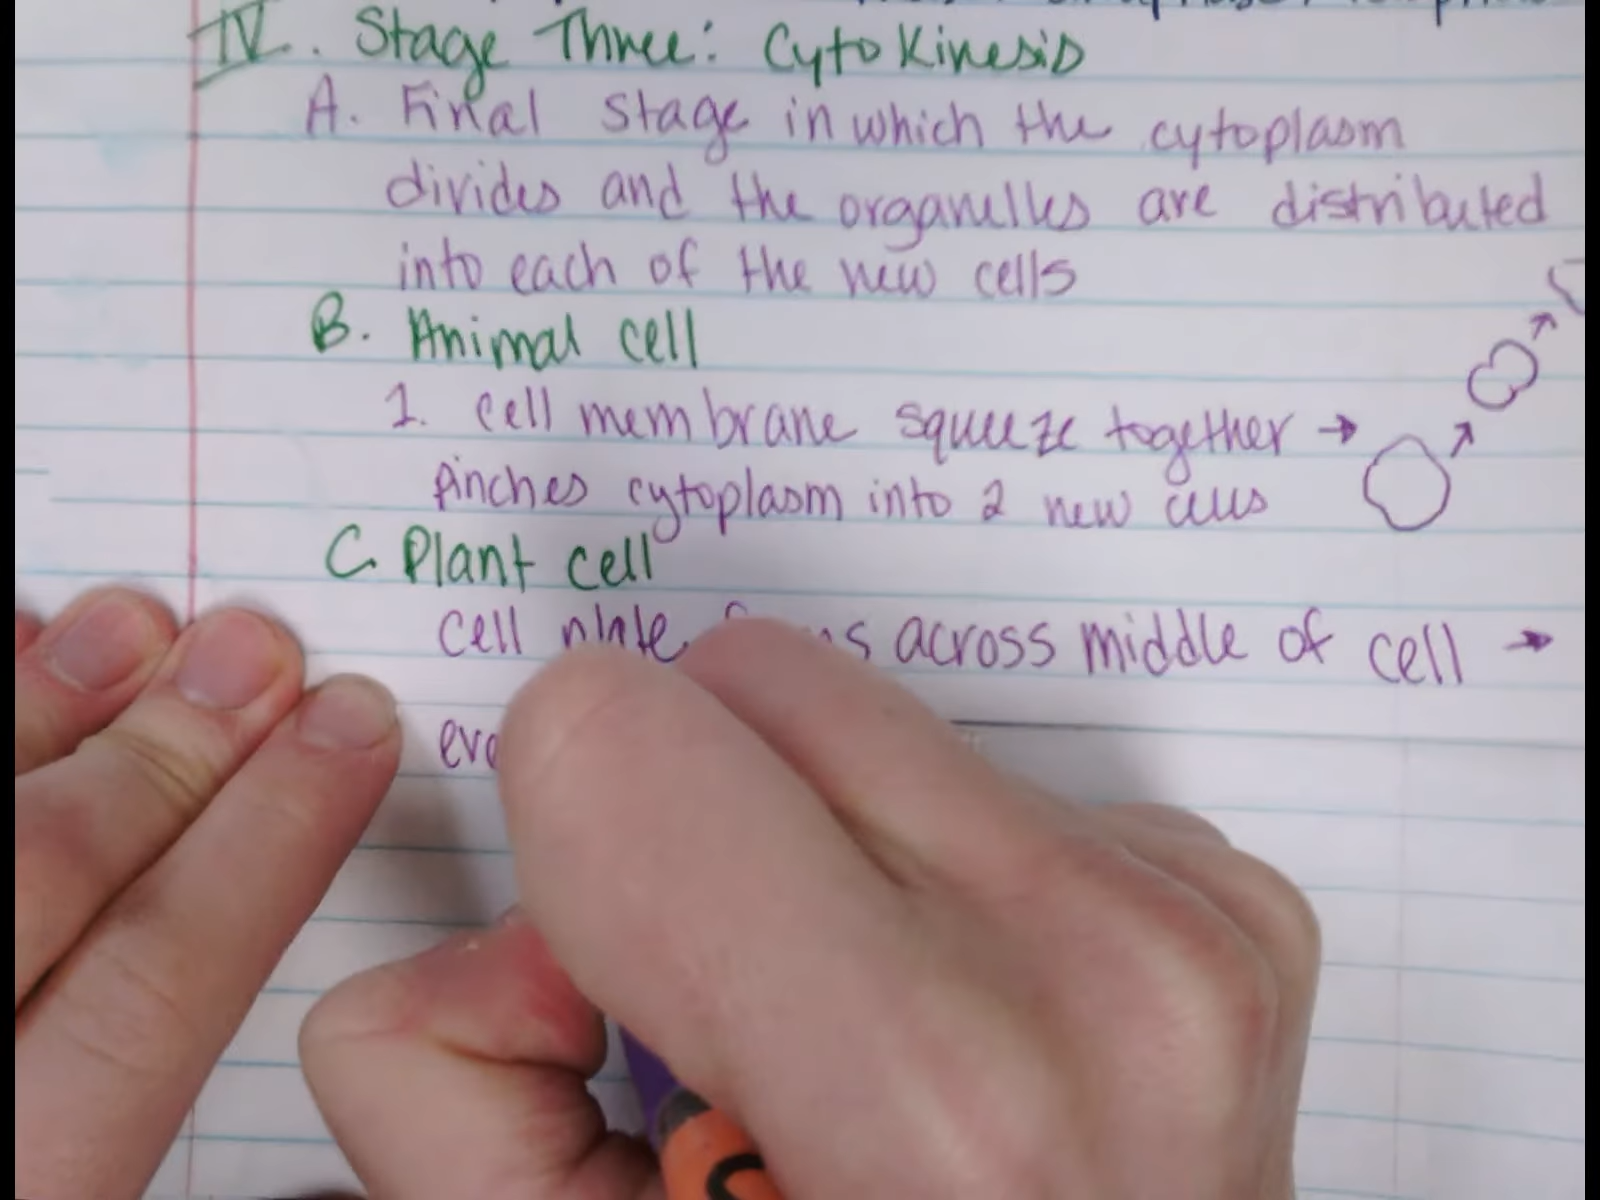 IV. Stage Three: Cytokinesis
A. Final stage in which the cytoplasm
divides and the organelles are distributed
into each of the new cells
B. Animal cell
1. cell membrane squeeze together →
pinches cytoplasm into 2 new cells
C. Plant cell
cell plate forms across middle of cell →